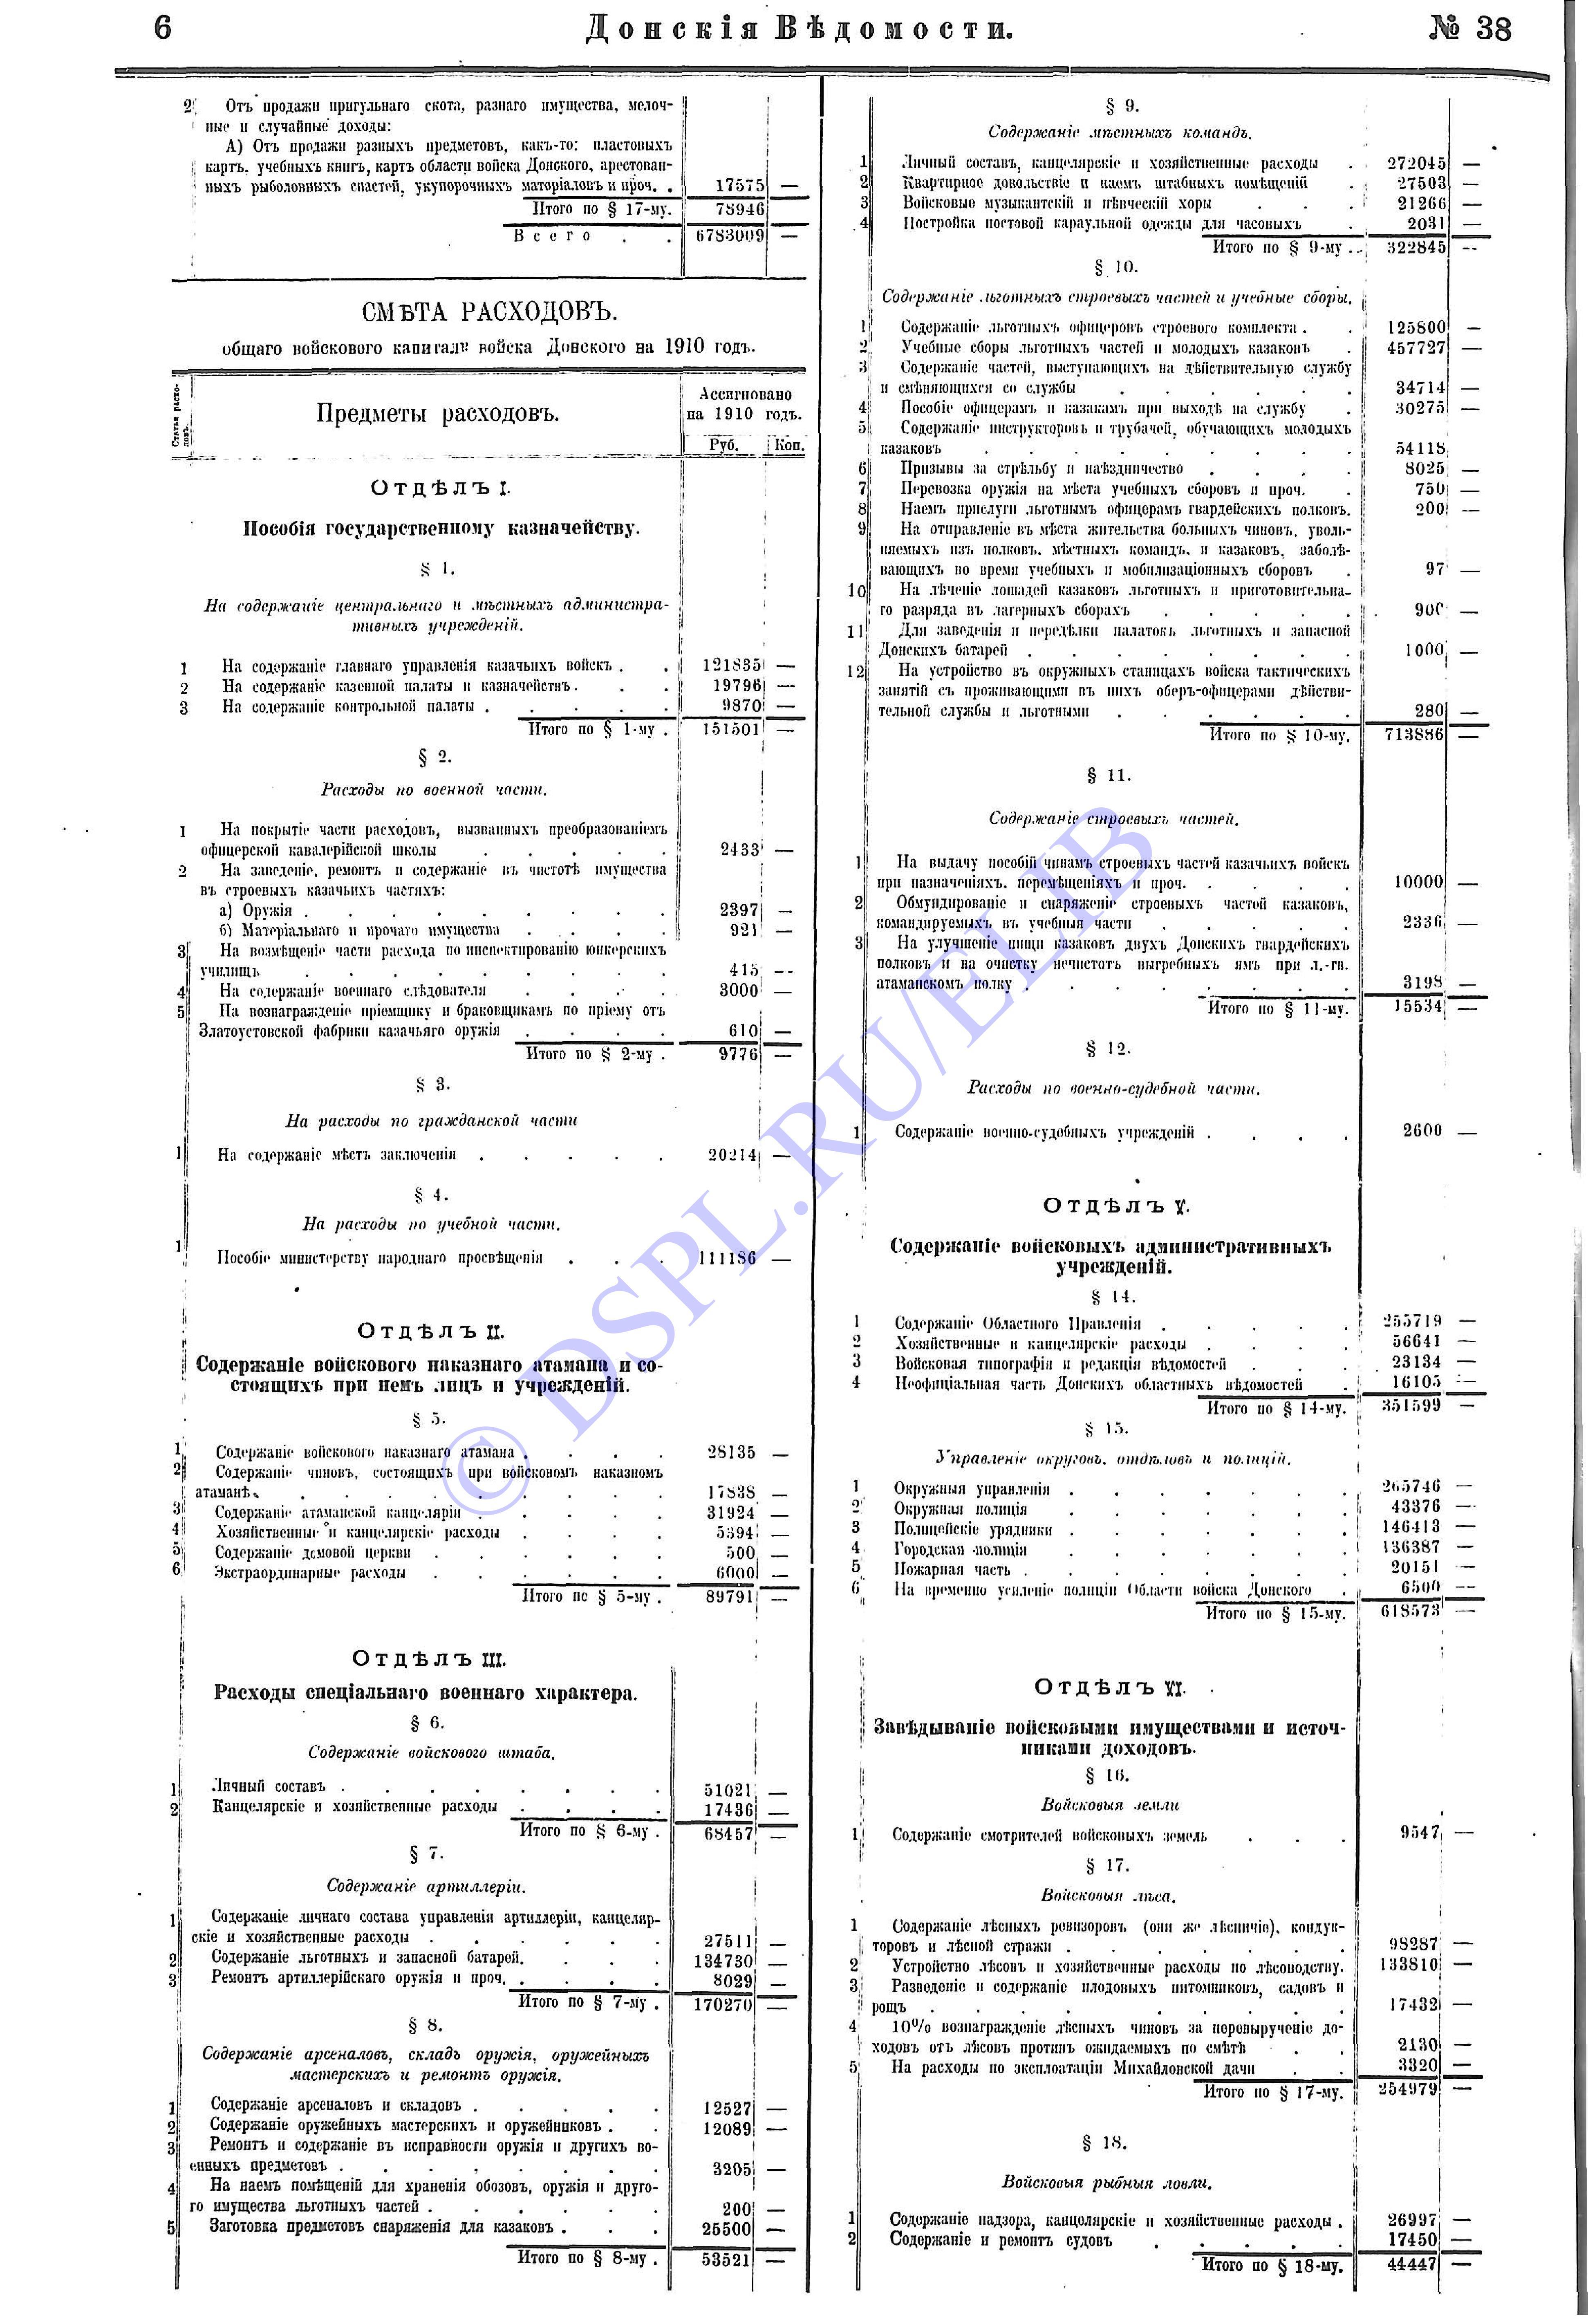 6
Донскія Вѣдомости.
№ 38
2 Отъ продажи пригульнаго скота, разнаго имущества, мелоч-
ные и случайные доходы:
А) Отъ продажи разныхъ предметовъ, какъ-то: пластовыхъ
картъ, учебныхъ книгъ, картъ области войска Донского, арестован-
ныхъ рыболовныхъ снастей, укупорочныхъ маторіаловъ и проч. . 17575 —
Итого по § 17-му. 78946
Всего . . 6783009 —
СМѢТА РАСХОДОВЪ.
общаго войскового капитала войска Донского на 1910 годъ.
Статьи расхо-
довъ.
Предметы расходовъ.
Ассигновано
на 1910 годъ.
Руб. Коп.
Отдѣлъ I.
Пособія государственному казначейству.
§ 1.
На содержаніе центральнаго и мѣстныхъ администра-
тивныхъ учрежденій.
1 На содержаніе главнаго управленія казачьихъ войскъ . . 121835 —
2 На содержаніе казенной палаты и казначействъ. . . 19796 —
3 На содержаніе контрольной палаты . . . . . 9870 —
Итого по § 1-му . 151501 —
§ 2.
Расходы по военной части.
1 На покрытіе части расходовъ, вызванныхъ преобразованіемъ
офицерской кавалерійской школы . . . . . 2433 —
2 На заведеніе, ремонтъ и содержаніе въ чистотѣ имущества
въ строевыхъ казачьихъ частяхъ:
а) Оружія . . . . . . . . 2397 —
б) Матеріальнаго и прочаго имущества . . . . 921 —
3 На возмѣщеніе части расхода по инспектированію юнкерскихъ
училищъ . . . . . . . . 415 —
4 На содержаніе военнаго слѣдователя . . . . 3000 —
5 На вознагражденіе пріемщику и браковщикамъ по пріему отъ
Златоустовской фабрики казачьяго оружія . . . . 610 —
Итого по § 2-му . 9776 —
§ 3.
На расходы по гражданской части
1 На содержаніе мѣстъ заключенія . . . . . 20214 —
§ 4.
На расходы по учебной части.
1 Пособіе министерству народнаго просвѣщенія . . . 111186 —
Отдѣлъ II.
Содержаніе войскового наказнаго атамана и со-
стоящихъ при немъ лицъ и учрежденій.
§ 5.
1 Содержаніе войскового наказнаго атамана . . . . 28135 —
2 Содержаніе чиновъ, состоящихъ при войсковомъ наказномъ
атаманѣ . . . . . . . . . 17838 —
3 Содержаніе атаманской канцеляріи . . . . . 31924 —
4 Хозяйственные и канцелярскіе расходы . . . . 5394 —
5 Содержаніе домовой церкви . . . . . . 500 —
6 Экстраординарные расходы . . . . . . 6000 —
Итого пс § 5-му . 89791 —
Отдѣлъ III.
Расходы спеціальнаго военнаго характера.
§ 6.
Содержаніе войскового штаба.
1 Личный составъ . . . . . . . . 51021 —
2 Канцелярскіе и хозяйственные расходы . . . . 17436 —
Итого по § 6-му . 68457 —
§ 7.
Содержаніе артиллеріи.
1 Содержаніе личнаго состава управленія артиллеріи, канцеляр-
скіе и хозяйственные расходы . . . . . . 27511 —
2 Содержаніе льготныхъ и запасной батарей. . . . 134730 —
3 Ремонтъ артиллерійскаго оружія и проч. . . . . 8029 —
Итого по § 7-му . 170270 —
§ 8.
Содержаніе арсеналовъ, складъ оружія, оружейныхъ
мастерскихъ и ремонтъ оружія.
1 Содержаніе арсеналовъ и складовъ . . . . . 12527 —
2 Содержаніе оружейныхъ мастерскихъ и оружейниковъ . . 12089 —
3 Ремонтъ и содержаніе въ исправности оружія и другихъ во-
енныхъ предметовъ . . . . . . . . 3205 —
4 На наемъ помѣщеній для храненія обозовъ, оружія и друго-
го имущества льготныхъ частей . . . . . . 200 —
5 Заготовка предметовъ снаряженія для казаковъ . . . 25500 —
Итого по § 8-му . 53521 —
§ 9.
Содержаніе мѣстныхъ командъ.
1 Личный составъ, канцелярскіе и хозяйственные расходы . 272045 —
2 Квартирное довольствіе и наемъ штабныхъ помѣщеній . 27503 —
3 Войсковые музыкантскій и пѣвческій хоры . . . 21266 —
4 Постройка постовой караульной одежды для часовыхъ . 2031 —
Итого по § 9-му . 322845 —
§ 10.
Содержаніе льготныхъ строевыхъ частей и учебные сборы.
1 Содержаніе льготныхъ офицеровъ строевого комплекта . . 125800 —
2 Учебные сборы льготныхъ частей и молодыхъ казаковъ . 457727 —
3 Содержаніе частей, выступающихъ на дѣйствительную службу
и смѣняющихся со службы . . . . . . 34714 —
4 Пособіе офицерамъ и казакамъ при выходѣ на службу . 30275 —
5 Содержаніе инструкторовъ и трубачей, обучающихъ молодыхъ
казаковъ . . . . . . . . . 54118
6 Призывы за стрѣльбу и наѣздничество . . . . 8025 —
7 Перевозка оружія на мѣста учебныхъ сборовъ и проч. . 750 —
8 Наемъ прислуги льготнымъ офицерамъ гвардейскихъ полковъ. 200 —
9 На отправленіе въ мѣста жительства больныхъ чиновъ, уволь-
няемыхъ изъ полковъ, мѣстныхъ командъ, и казаковъ, заболѣ-
вающихъ во время учебныхъ и мобилизаціонныхъ сборовъ . 97 —
10 На лѣченіе лошадей казаковъ льготныхъ и приготовительна-
го разряда въ лагерныхъ сборахъ . . . . . 900 —
11 Для заведенія и передѣлки палатокъ льготныхъ и запасной
Донскихъ батарей . . . . . . . . 1000 —
12 На устройство въ окружныхъ станицахъ войска тактическихъ
занятій съ проживающими въ нихъ оберъ-офицерами дѣйстви-
тельной службы и льготными . . . . . . 280 —
Итого по § 10-му. 713886 —
§ 11.
Содержаніе строевыхъ частей.
1 На выдачу пособій чинамъ строевыхъ частей казачьихъ войскъ
при назначеніяхъ, перемѣщеніяхъ и проч. . . . . 10000 —
2 Обмундированіе и снаряженіе строевыхъ частей казаковъ,
командируемыхъ въ учебныя части . . . . . 2336 —
3 На улучшеніе пищи казаковъ двухъ Донскихъ гвардейскихъ
полковъ и на очистку нечистотъ выгребныхъ ямъ при л.-гв.
атаманскомъ полку . . . . . . . . 3198 —
Итого по § 11-му. 15534 —
§ 12.
Расходы по военно-судебной части.
1 Содержаніе военно-судебныхъ учрежденій . . . . 2600 —
Отдѣлъ V.
Содержаніе войсковыхъ административныхъ
учрежденій.
§ 14.
1 Содержаніе Областного Правленія . . . . . 255719 —
2 Хозяйственные и канцелярскіе расходы . . . . 56641 —
3 Войсковая типографія и редакція вѣдомостей . . . 23134 —
4 Неофиціальная часть Донскихъ областныхъ вѣдомостей . 16105 —
Итого по § 14-му. 351599 —
§ 15.
Управленіе округовъ, отдѣловъ и полицій.
1 Окружныя управленія . . . . . . . 265746 —
2 Окружная полиція . . . . . . 43376 —
3 Полицейскіе урядники . . . . . . . 146413 —
4 Городская полиція . . . . . . 136387 —
5 Пожарная часть . . . . . . . . 20151 —
6 На временно усиленіе полиціи Области войска Донского . 6500 —
Итого по § 15-му. 618573 —
Отдѣлъ VI.
Завѣдываніе войсковыми имуществами и источ-
никами доходовъ.
§ 16.
Войсковыя земли
1 Содержаніе смотрителей войсковыхъ земель . . . 9547 —
§ 17.
Войсковыя лѣса.
1 Содержаніе лѣсныхъ ревизоровъ (они же лѣсничіе), кондук-
торовъ и лѣсной стражи . . . . . . . 98287 —
2 Устройство лѣсовъ и хозяйственные расходы по лѣсоводству. 133810 —
3 Разведеніе и содержаніе плодовыхъ питомниковъ, садовъ и
рощъ . . . . . . . . . 17432 —
4 10% вознагражденіе лѣсныхъ чиновъ за перевырученіе до-
ходовъ отъ лѣсовъ противъ ожидаемыхъ по смѣтѣ . . 2130 —
5 На расходы по эксплоатаціи Михайловской дачи . . 3320 —
Итого по § 17-му. 254979 —
§ 18.
Войсковыя рыбныя ловли.
1 Содержаніе надзора, канцелярскіе и хозяйственные расходы . 26997 —
2 Содержаніе и ремонтъ судовъ . . . . . 17450 —
Итого по § 18-му. 44447 —
© DSPL.RU/ELIB